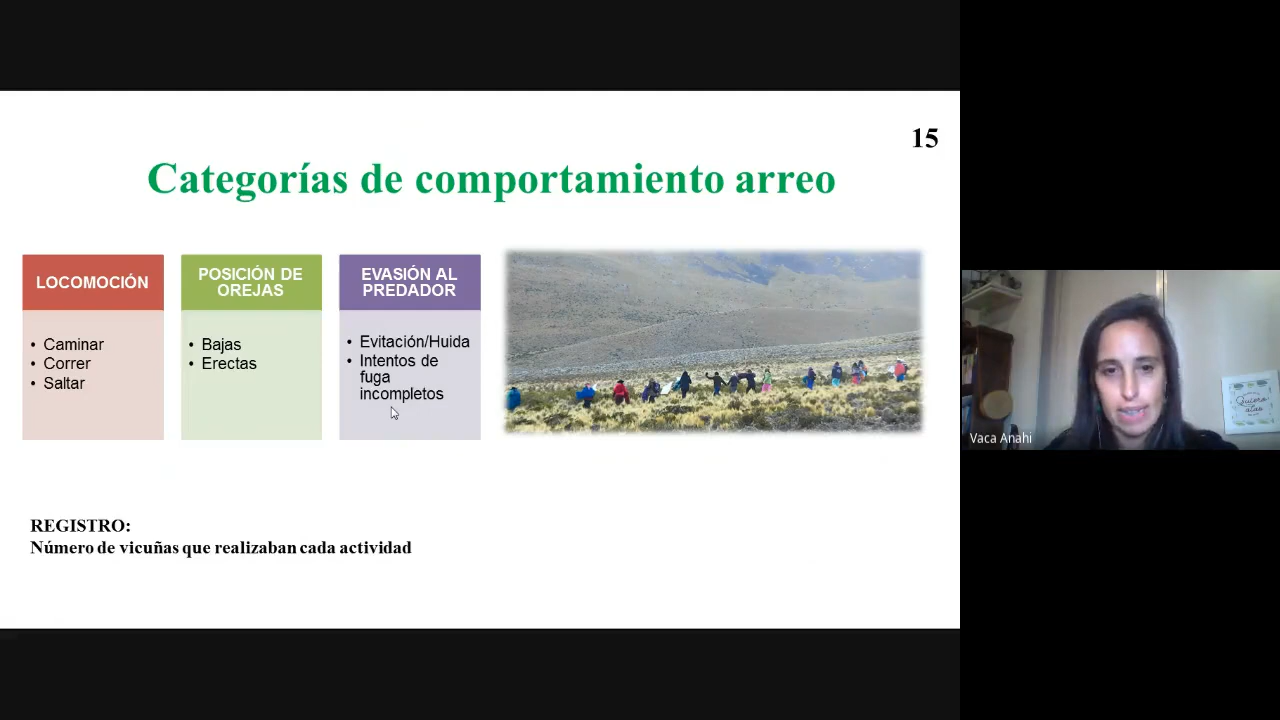 15
Categorías de comportamiento arreo
LOCOMOCIÓN
• Caminar
• Correr
• Saltar
POSICIÓN DE
OREJAS
• Bajas
• Erectas
EVASIÓN AL
PREDADOR
• Evitación/Huida
• Intentos de
fuga
incompletos
REGISTRO:
Número de vicuñas que realizaban cada actividad
Vaca Anahi
Quiero